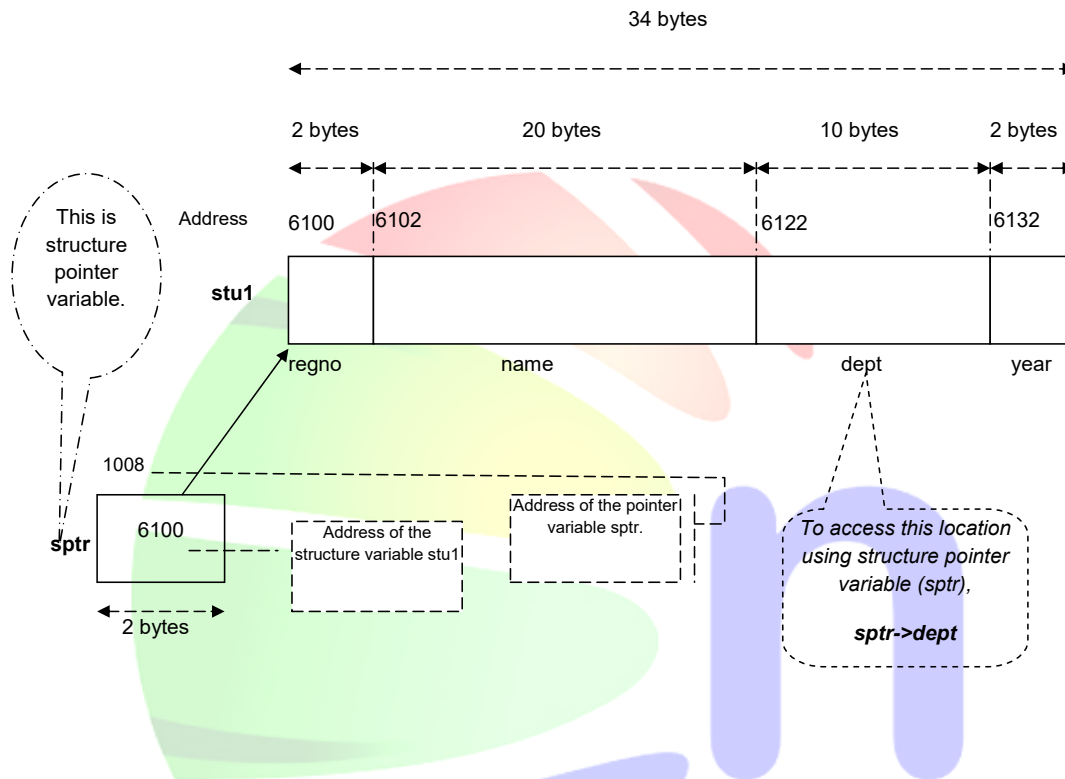 34 bytes
2 bytes
20 bytes
10 bytes
2 bytes
This is
structure
pointer
variable.
Address
6100
6102
6122
6132
stu1
regno
name
dept
year
1008
sptr
6100
Address of the
structure variable stu1
Address of the pointer
variable sptr.
2 bytes
To access this location
using structure pointer
variable (sptr),
sptr->dept